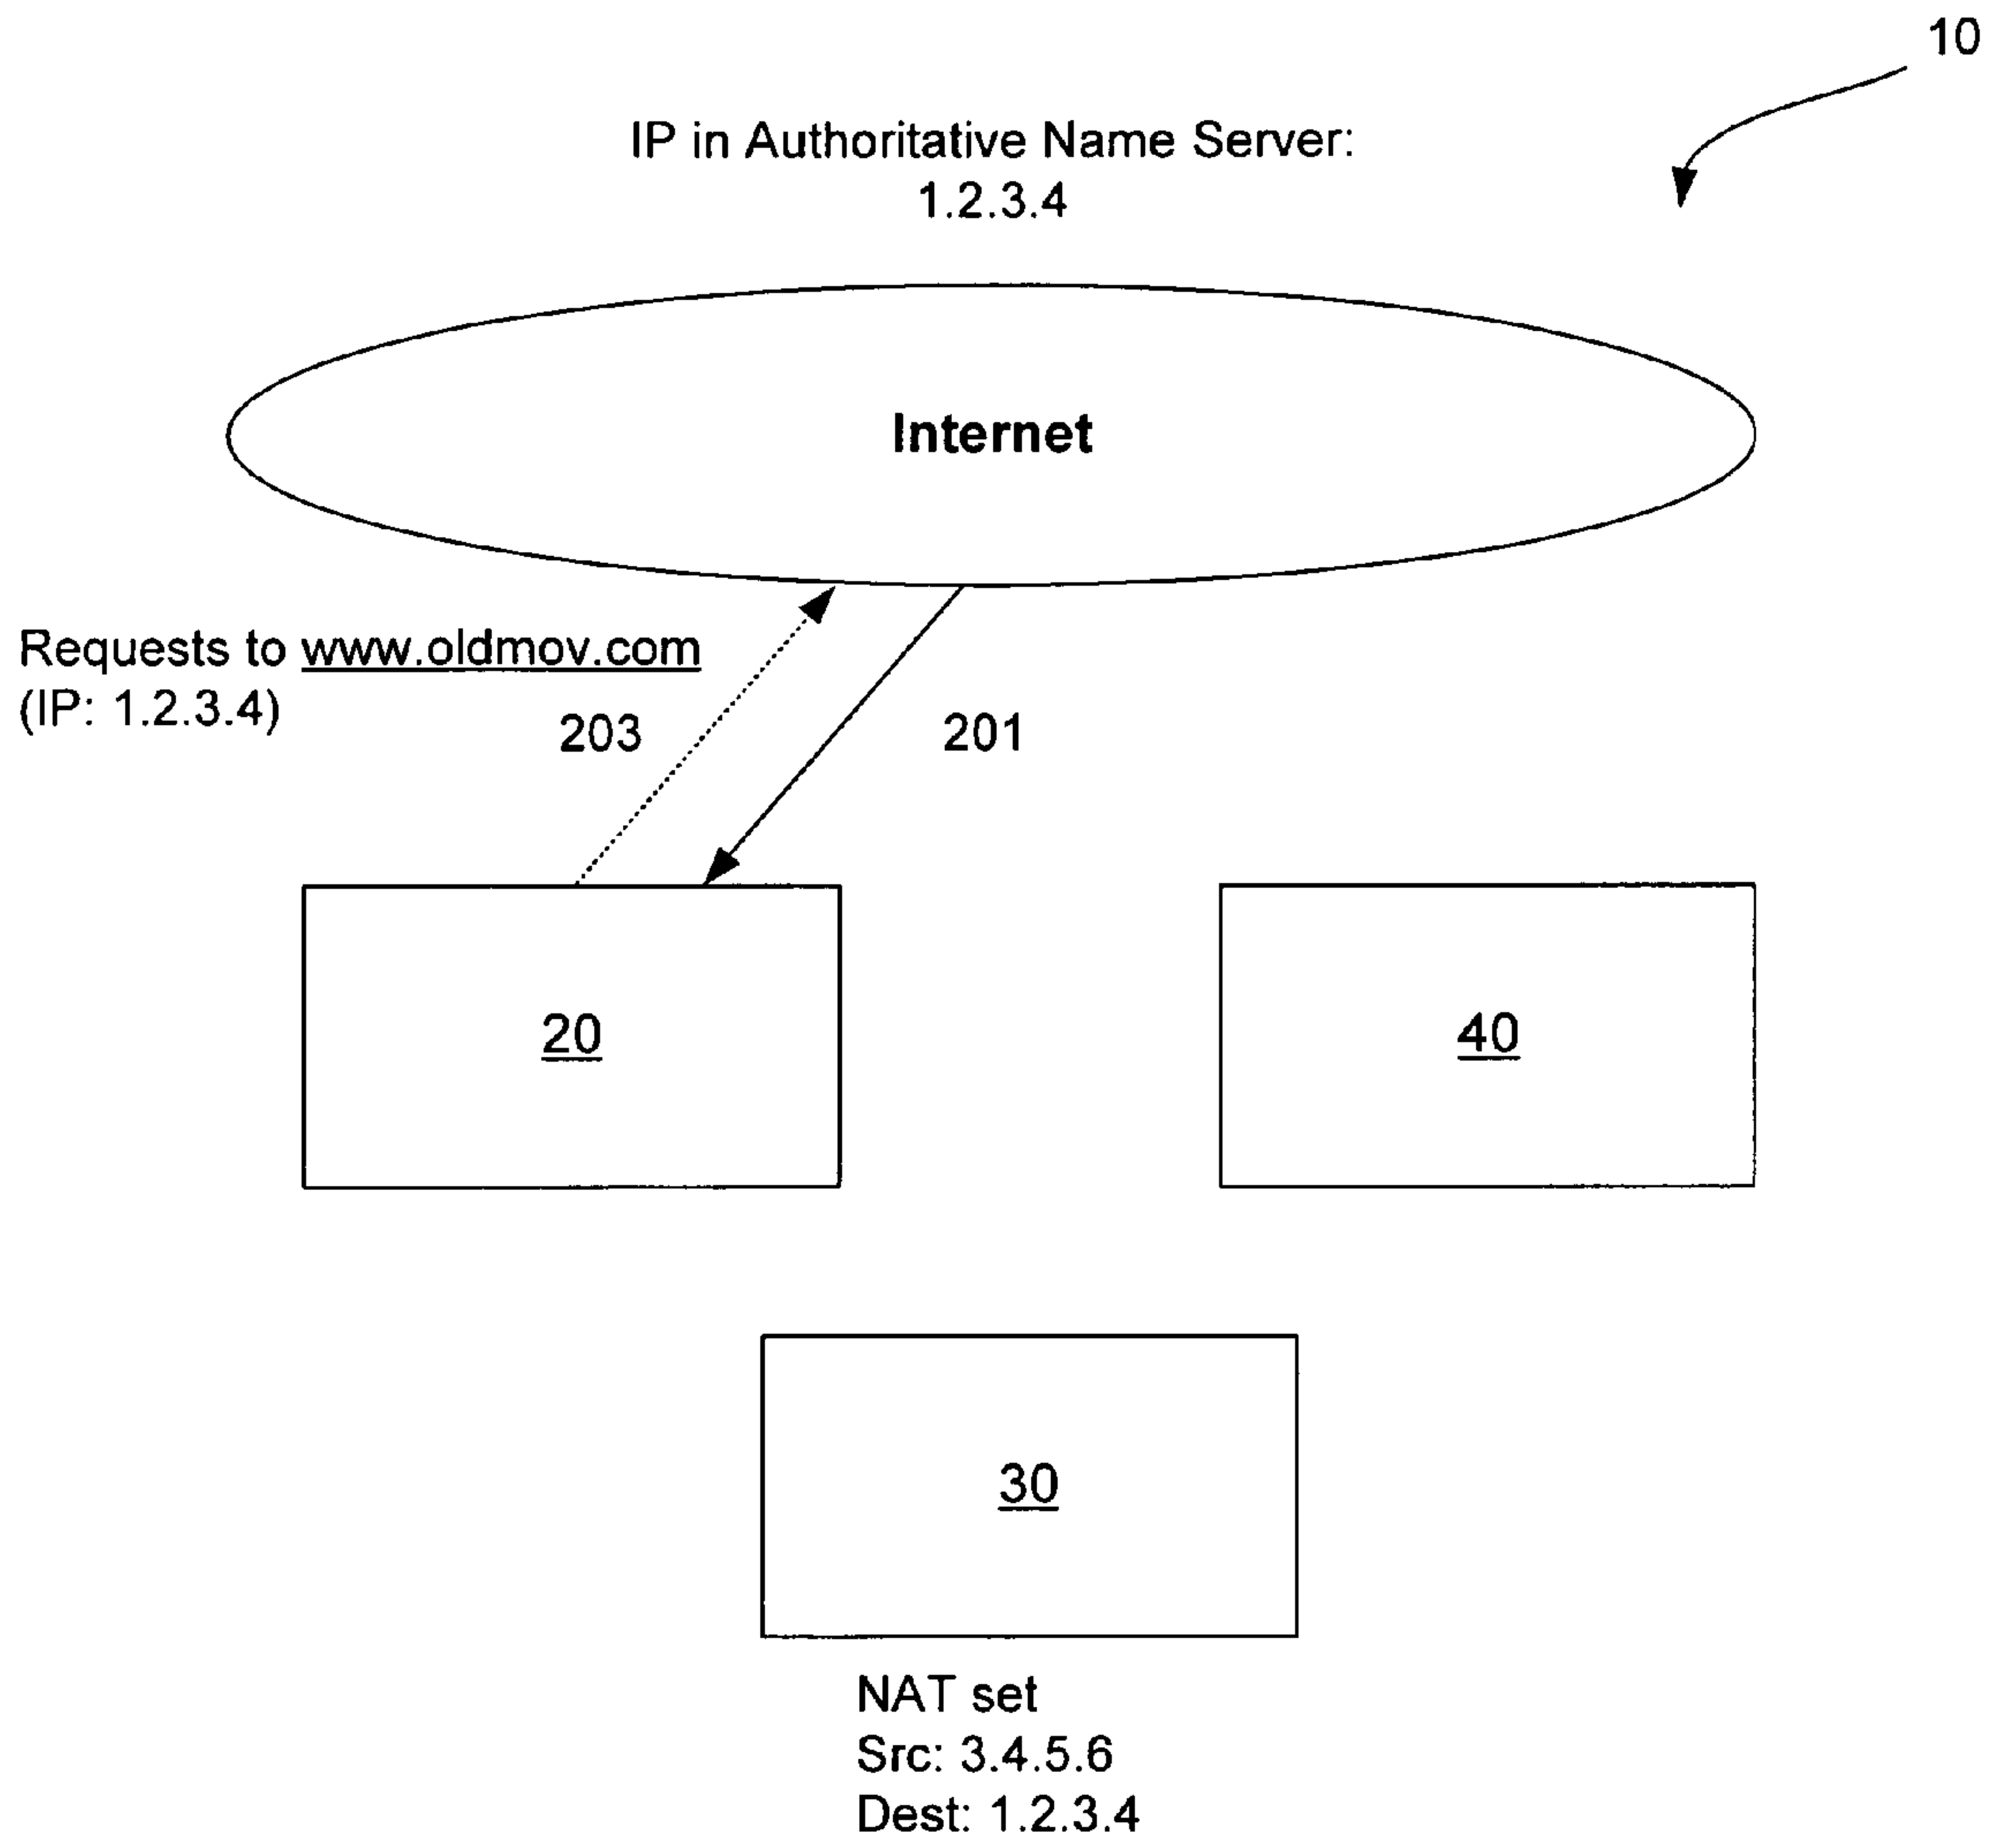 10
IP in Authoritative Name Server:
1.2.3.4
Internet
Requests to www.oldmov.com
(IP: 1.2.3.4)
203
201
20
40
30
NAT set
Src: 3.4.5.6
Dest: 1.2.3.4